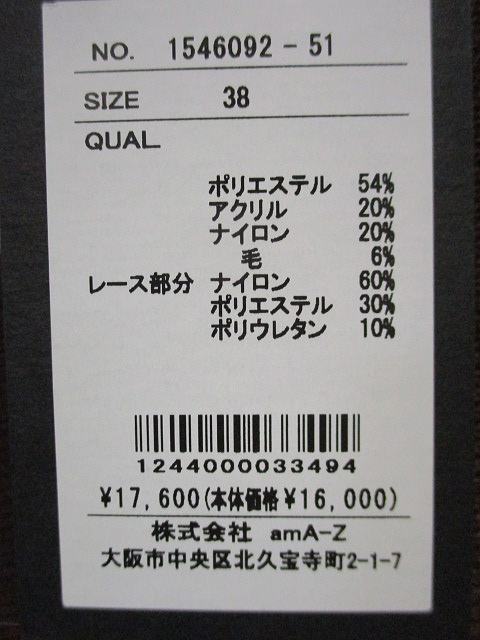 NO. 1546092-51
SIZE 38
QUAL
ポリエステル 54%
アクリル 20%
ナイロン 20%
毛 6%
レース部分 ナイロン 60%
ポリエステル 30%
ポリウレタン 10%
1244000033494
¥17,600(本体価格¥16,000)
株式会社 amA-Z
大阪市中央区北久宝寺町2-1-7